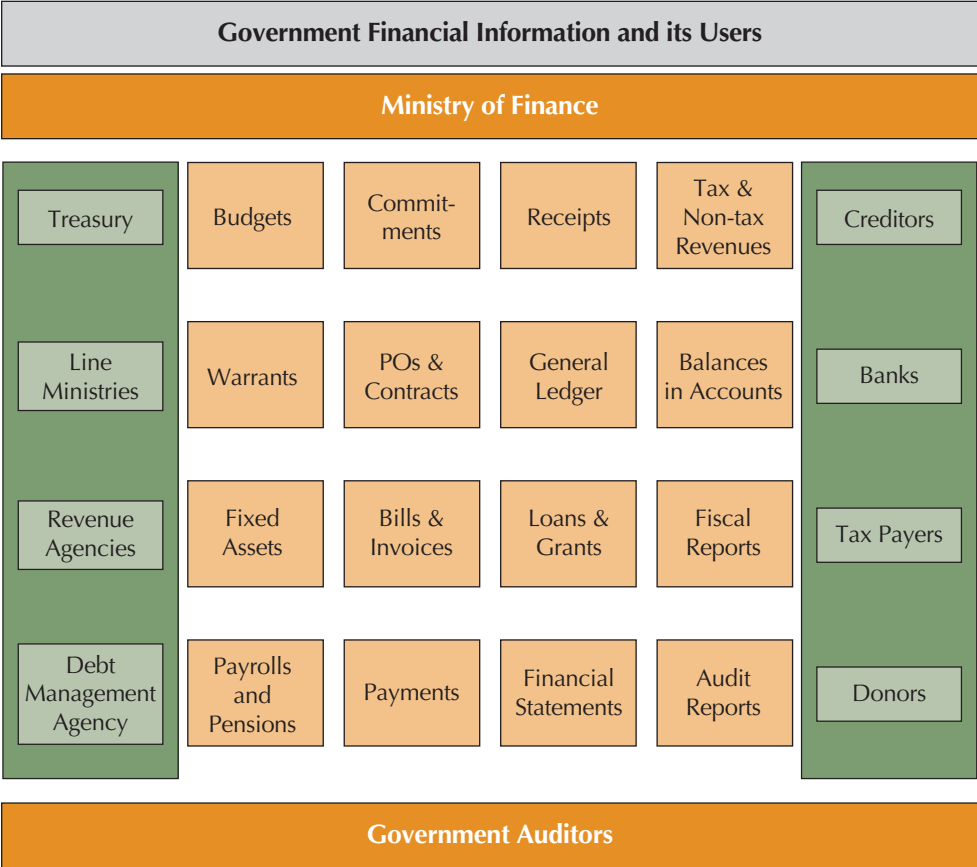 Government Financial Information and its Users
Ministry of Finance
Treasury
Budgets
Commit-
ments
Receipts
Tax &
Non-tax
Revenues
Creditors
Line
Ministries
Warrants
POs &
Contracts
General
Ledger
Balances
in Accounts
Banks
Revenue
Agencies
Fixed
Assets
Bills &
Invoices
Loans &
Grants
Fiscal
Reports
Tax Payers
Debt
Management
Agency
Payrolls
and
Pensions
Payments
Financial
Statements
Audit
Reports
Donors
Government Auditors